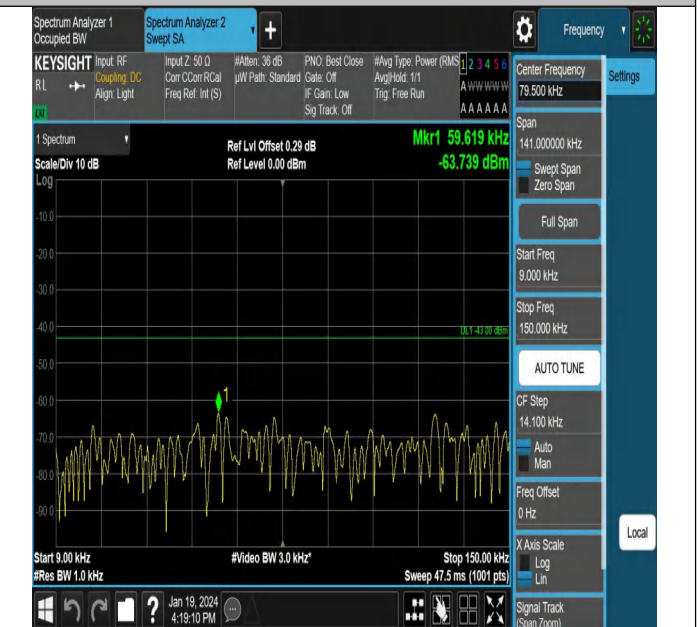 Spectrum Analyzer 1
Occupied BW
Spectrum Analyzer 2
Swept SA
Frequency
KEYSIGHT
RL
Input: RF
Coupling: DC
Align: Light
Input Z: 50 Ω
Corr CCorr RCal
Freq Ref: Int (S)
#Atten: 36 dB
µW Path: Standard
PNO: Best Close
Gate: Off
IF Gain: Low
Sig Track: Off
#Avg Type: Power (RMS
Avg|Hold: 1/1
Trig: Free Run
1 2 3 4 5 6
A W W W W W
A A A A A A
Center Frequency
79.500 kHz
Settings
Span
141.000000 kHz
Swept Span
Zero Span
Full Span
Start Freq
9.000 kHz
Stop Freq
150.000 kHz
AUTO TUNE
CF Step
14.100 kHz
Auto
Man
Freq Offset
0 Hz
X Axis Scale
Log
Lin
Signal Track
(Span Zoom)
Local
1 Spectrum
Scale/Div 10 dB
Log
Ref Lvl Offset 0.29 dB
Ref Level 0.00 dBm
Mkr1 59.619 kHz
-63.739 dBm
-10.0
-20.0
-30.0
-40.0
DL1 -43.00 dBm
-50.0
-60.0
1
-70.0
-80.0
-90.0
Start 9.00 kHz
#Video BW 3.0 kHz*
Stop 150.00 kHz
#Res BW 1.0 kHz
Sweep 47.5 ms (1001 pts)
?
Jan 19, 2024
4:19:10 PM